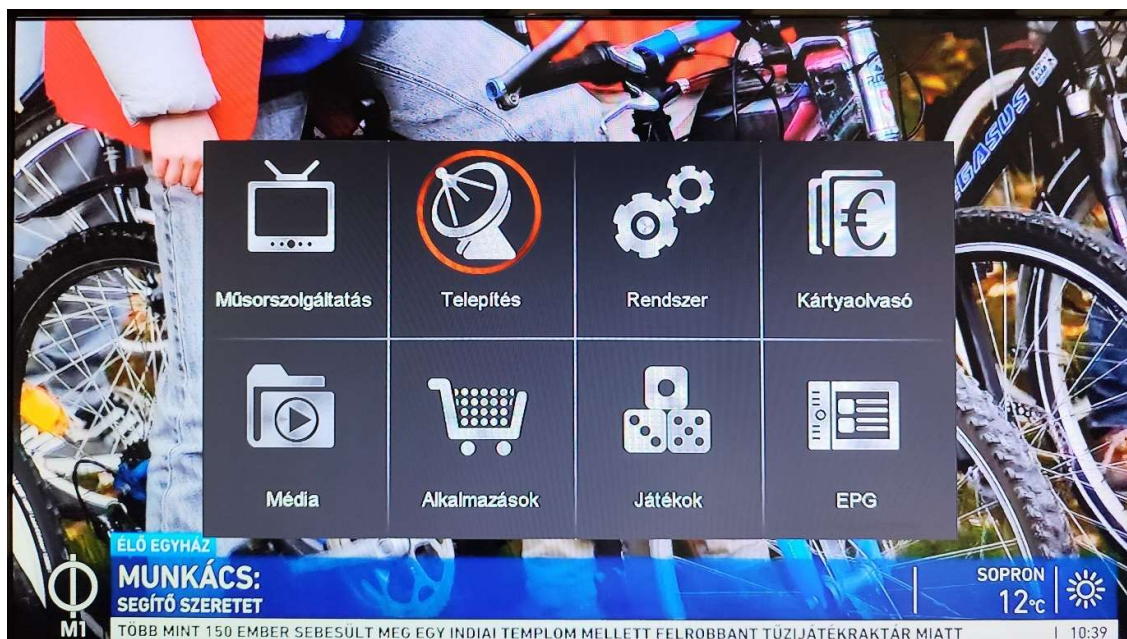 PEGASUS
Műsorszolgáltatás
Telepítés
Rendszer
Kártyaolvasó
Média
Alkalmazások
Játékok
EPG
ÉLŐ EGYHÁZ
MUNKÁCS:
SEGÍTŐ SZERETET
SOPRON
12°C
M1
TÖBB MINT 150 EMBER SEBESÜLT MEG EGY INDIAI TEMPLOM MELLETT FELROBBANT TŰZIJÁTÉKRAKTÁR MIATT
10:39